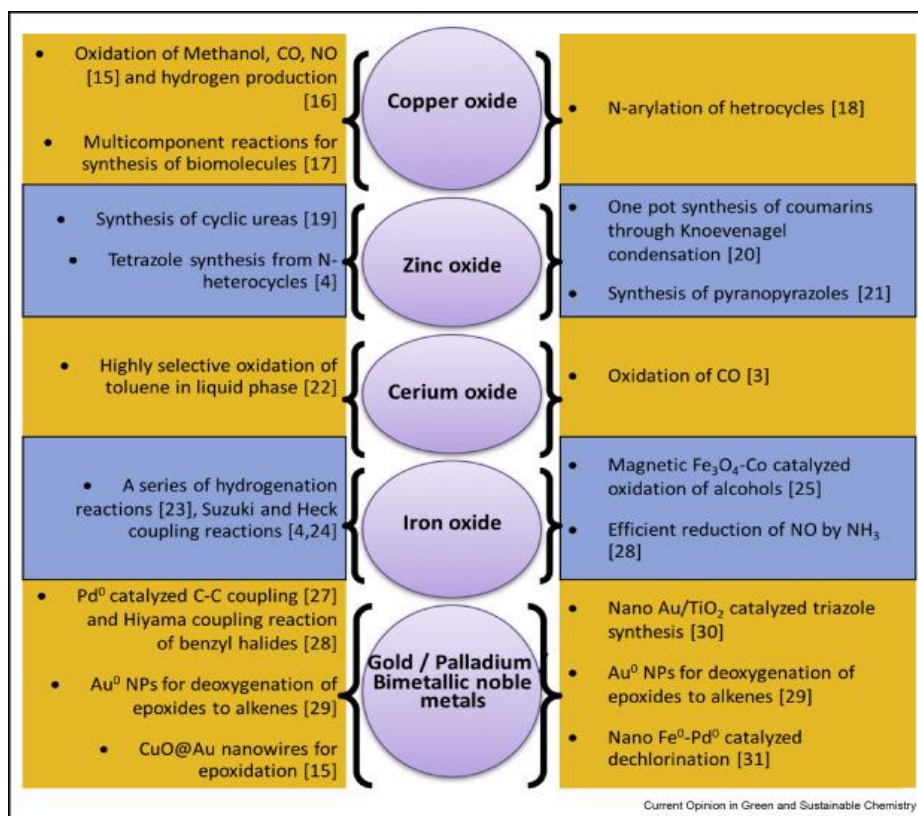 • Oxidation of Methanol, CO, NO
[15] and hydrogen production
[16]
• Multicomponent reactions for
synthesis of biomolecules [17]
Copper oxide
• N-arylation of hetrocycles [18]
• Synthesis of cyclic ureas [19]
• Tetrazole synthesis from N-
heterocycles [4]
Zinc oxide
• One pot synthesis of coumarins
through Knoevenagel
condensation [20]
• Synthesis of pyranopyrazoles [21]
• Highly selective oxidation of
toluene in liquid phase [22]
Cerium oxide
• Oxidation of CO [3]
• A series of hydrogenation
reactions [23], Suzuki and Heck
coupling reactions [4,24]
Iron oxide
• Magnetic Fe₃O₄-Co catalyzed
oxidation of alcohols [25]
• Efficient reduction of NO by NH₃
[28]
• Pd⁰ catalyzed C-C coupling [27]
and Hiyama coupling reaction
of benzyl halides [28]
• Au⁰ NPs for deoxygenation of
epoxides to alkenes [29]
• CuO@Au nanowires for
epoxidation [15]
Gold / Palladium /
Bimetallic noble
metals
• Nano Au/TiO₂ catalyzed triazole
synthesis [30]
• Au⁰ NPs for deoxygenation of
epoxides to alkenes [29]
• Nano Fe⁰-Pd⁰ catalyzed
dechlorination [31]
Current Opinion in Green and Sustainable Chemistry